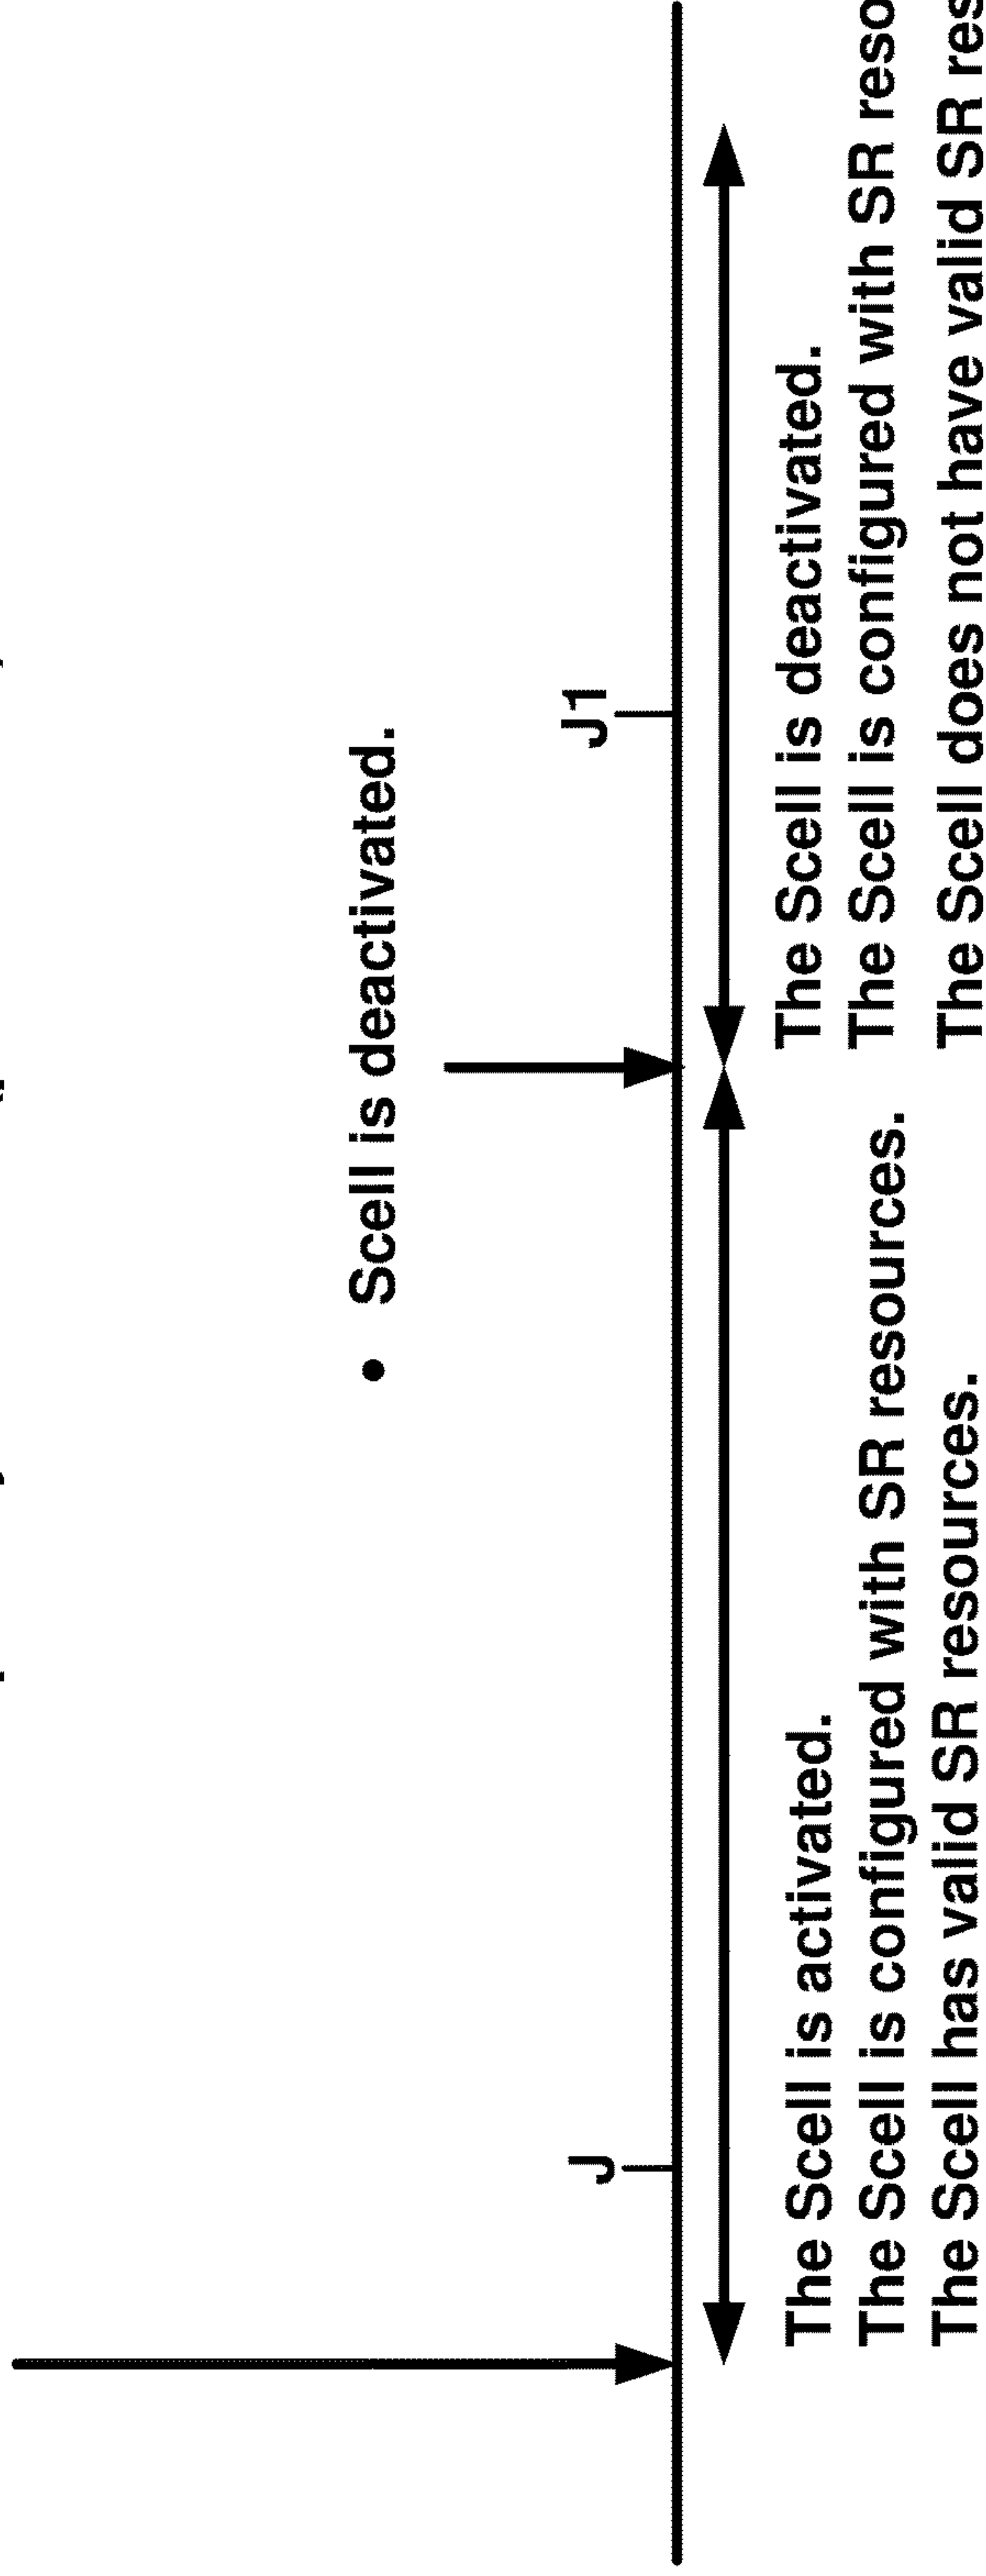 • Scell is deactivated.
J
J1
The Scell is activated.
The Scell is configured with SR resources.
The Scell has valid SR resources.
The Scell is deactivated.
The Scell is configured with SR
The Scell does not have valid SR